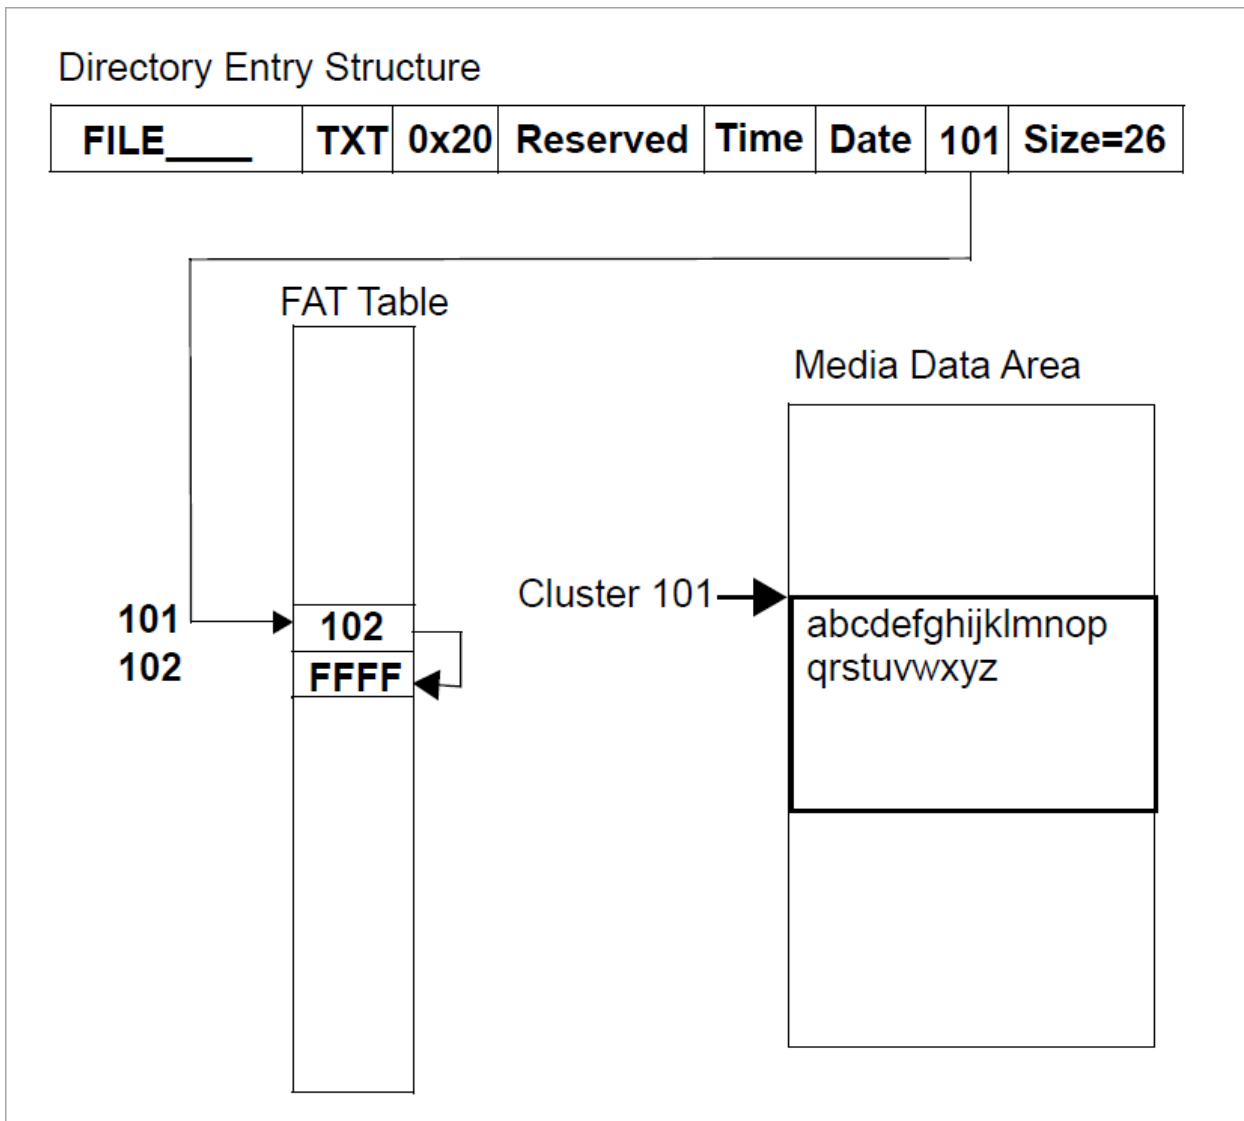 Directory Entry Structure
FILE____ TXT 0x20 Reserved Time Date 101 Size=26
FAT Table
Media Data Area
Cluster 101
101 102
102 FFFF
abcdefghijklmnop
qrstuvwxyz